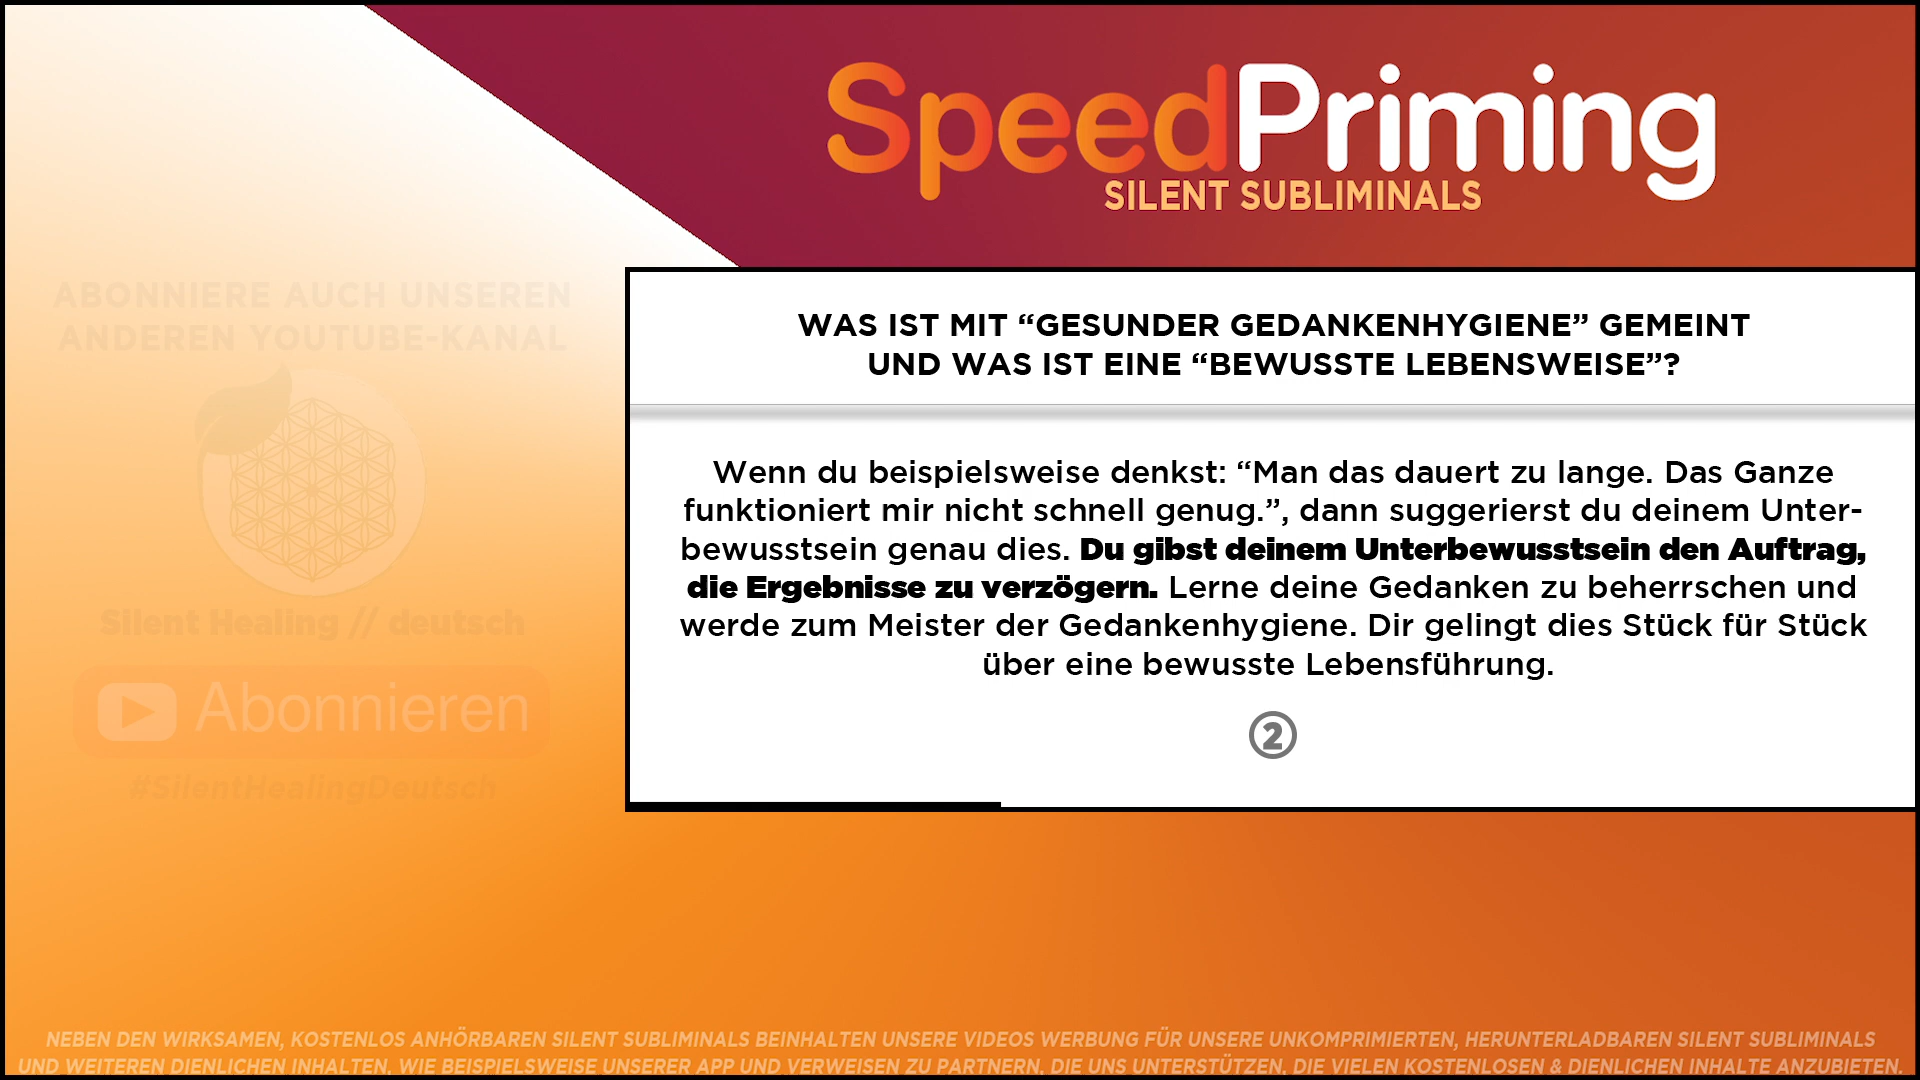 SpeedPriming
SILENT SUBLIMINALS
ABONNIERE AUCH UNSEREN
ANDEREN YOUTUBE-KANAL
Silent Healing // deutsch
Abonnieren
#SilentHealingDeutsch
WAS IST MIT “GESUNDER GEDANKENHYGIENE” GEMEINT
UND WAS IST EINE “BEWUSSTE LEBENSWEISE”?
Wenn du beispielsweise denkst: “Man das dauert zu lange. Das Ganze
funktioniert mir nicht schnell genug.”, dann suggerierst du deinem Unter-
bewusstsein genau dies. Du gibst deinem Unterbewusstsein den Auftrag,
die Ergebnisse zu verzögern. Lerne deine Gedanken zu beherrschen und
werde zum Meister der Gedankenhygiene. Dir gelingt dies Stück für Stück
über eine bewusste Lebensführung.
2
NEBEN DEN WIRKSAMEN, KOSTENLOS ANHÖRBAREN SILENT SUBLIMINALS BEINHALTEN UNSERE VIDEOS WERBUNG FÜR UNSERE UNKOMPRIMIERTEN, HERUNTERLADBAREN SILENT SUBLIMINALS
UND WEITEREN DIENLICHEN INHALTEN, WIE BEISPIELSWEISE UNSERER APP UND VERWEISEN ZU PARTNERN, DIE UNS UNTERSTÜTZEN, DIE VIELEN KOSTENLOSEN & DIENLICHEN INHALTE ANZUBIETEN.